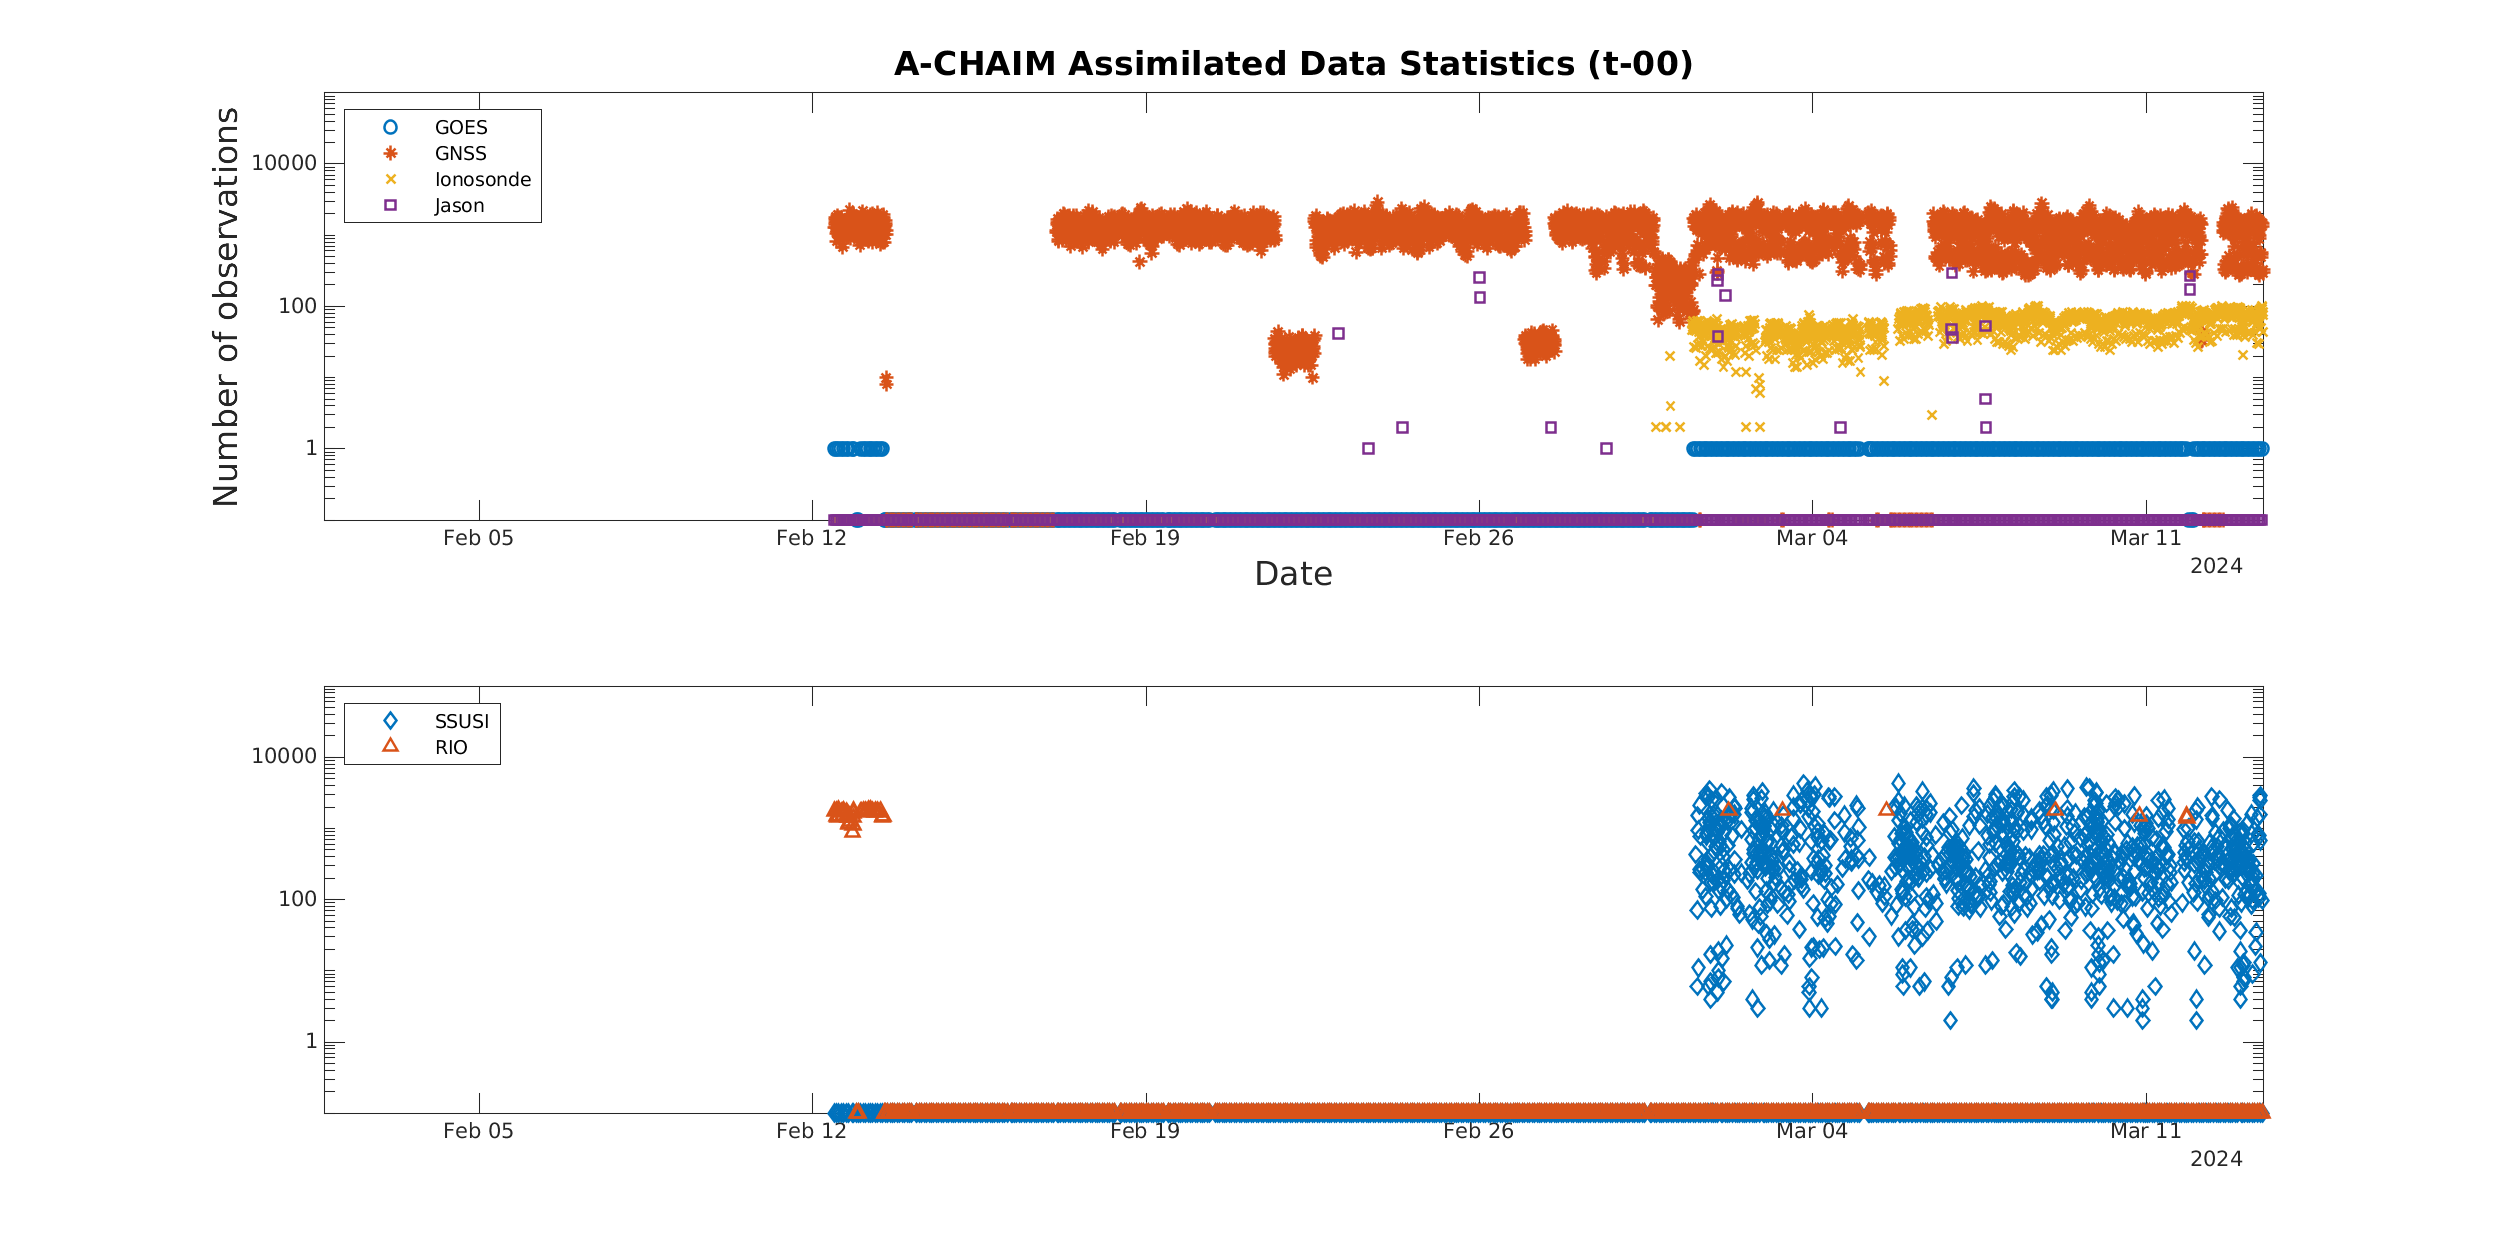 A-CHAIM Assimilated Data Statistics (t-00)
Number of observations
10000
100
1
GOES
GNSS
Ionosonde
Jason
Feb 05 Feb 12 Feb 19 Feb 26 Mar 04 Mar 11
2024
Date
10000
100
1
SSUSI
RIO
Feb 05 Feb 12 Feb 19 Feb 26 Mar 04 Mar 11
2024